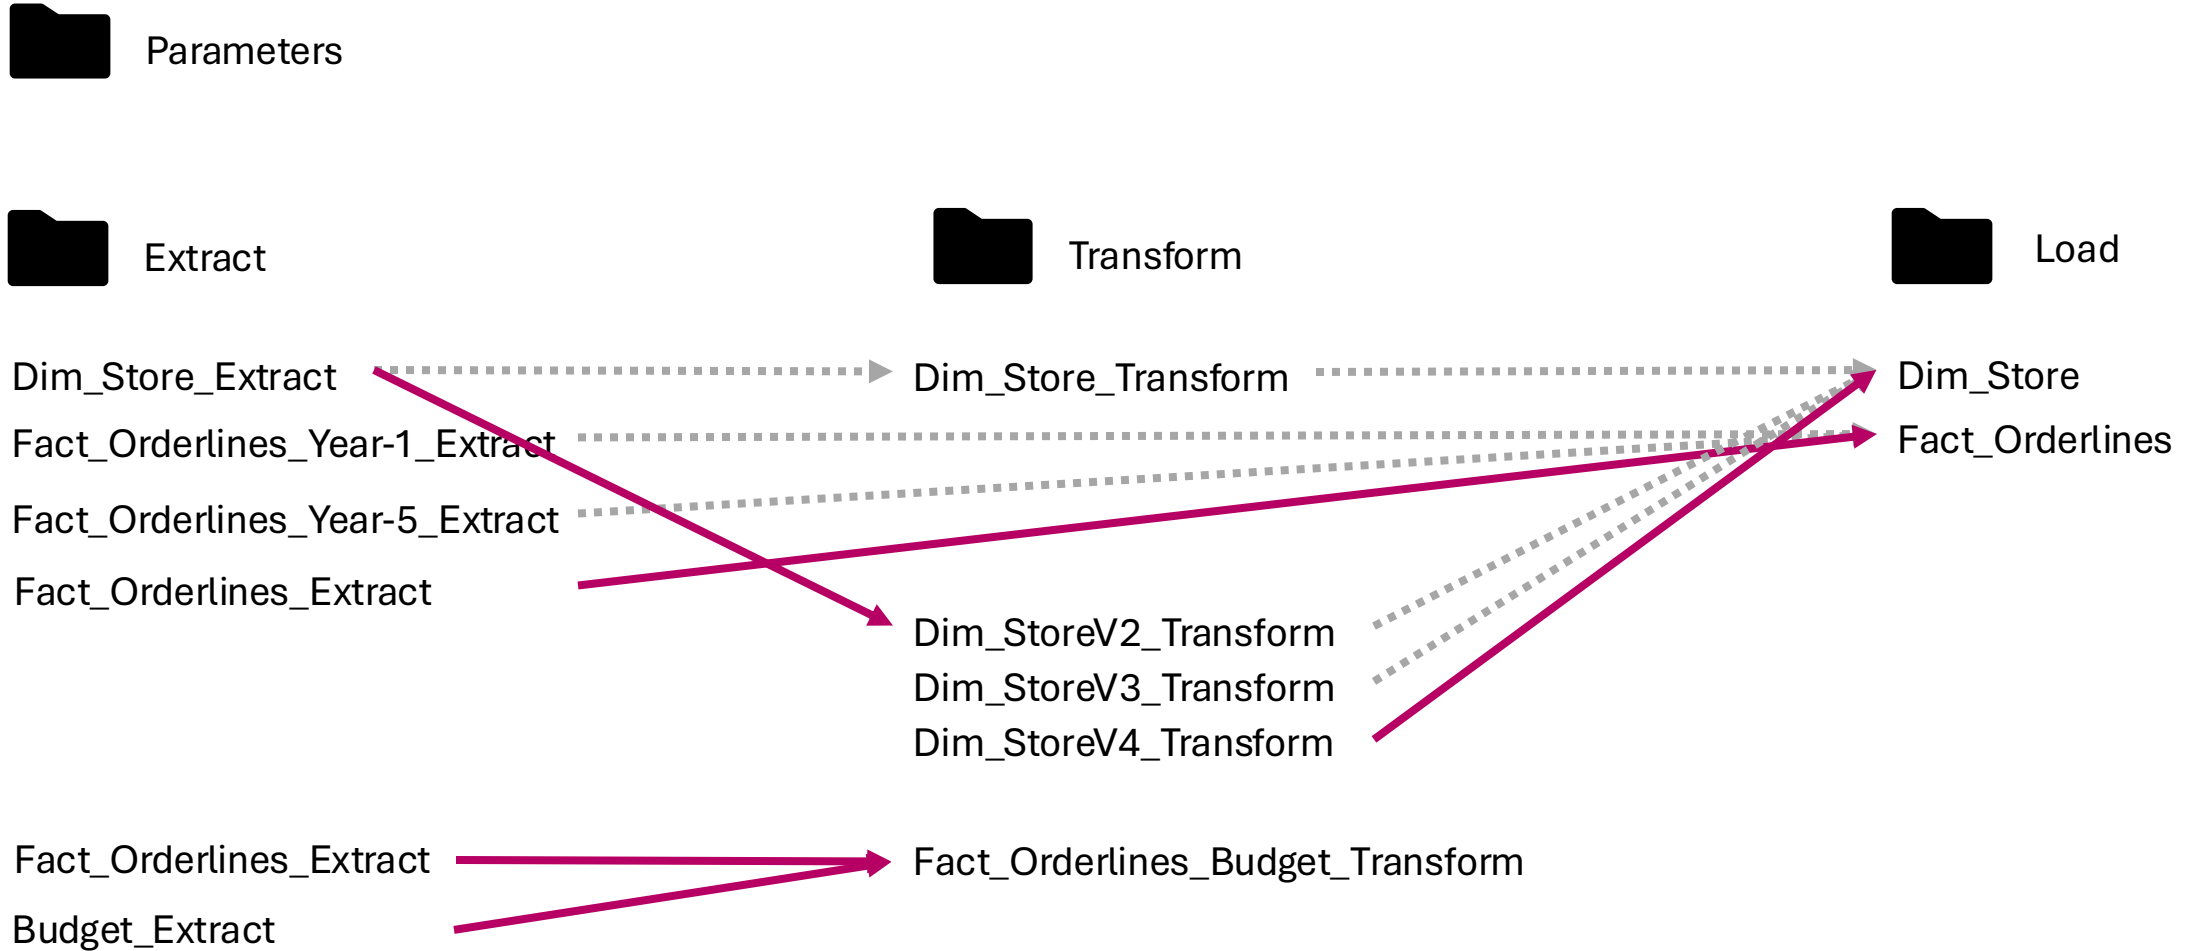 Parameters
Extract
Transform
Load
Dim_Store_Extract
Dim_Store_Transform
Dim_Store
Fact_Orderlines_Year-1_Extract
Fact_Orderlines
Fact_Orderlines_Year-5_Extract
Fact_Orderlines_Extract
Dim_StoreV2_Transform
Dim_StoreV3_Transform
Dim_StoreV4_Transform
Fact_Orderlines_Extract
Fact_Orderlines_Budget_Transform
Budget_Extract